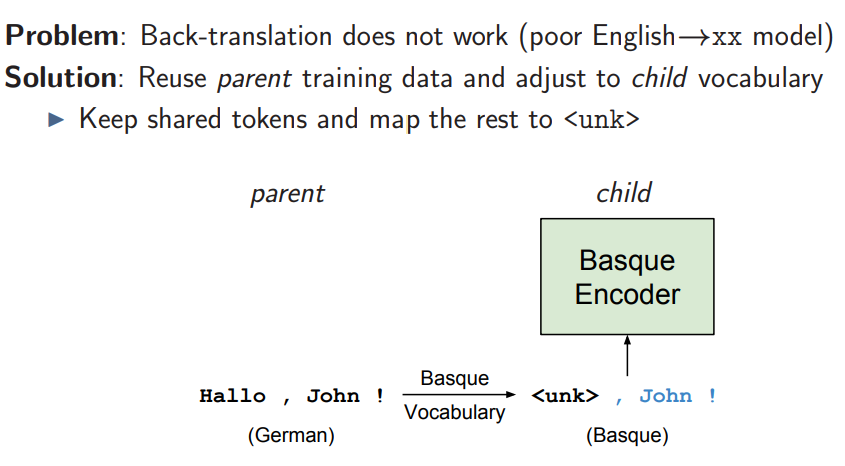 Problem: Back-translation does not work (poor English→xx model)
Solution: Reuse parent training data and adjust to child vocabulary
▶ Keep shared tokens and map the rest to <unk>
parent child
Basque
Encoder
Hallo , John ! Basque <unk> , John !
Vocabulary
(German) (Basque)